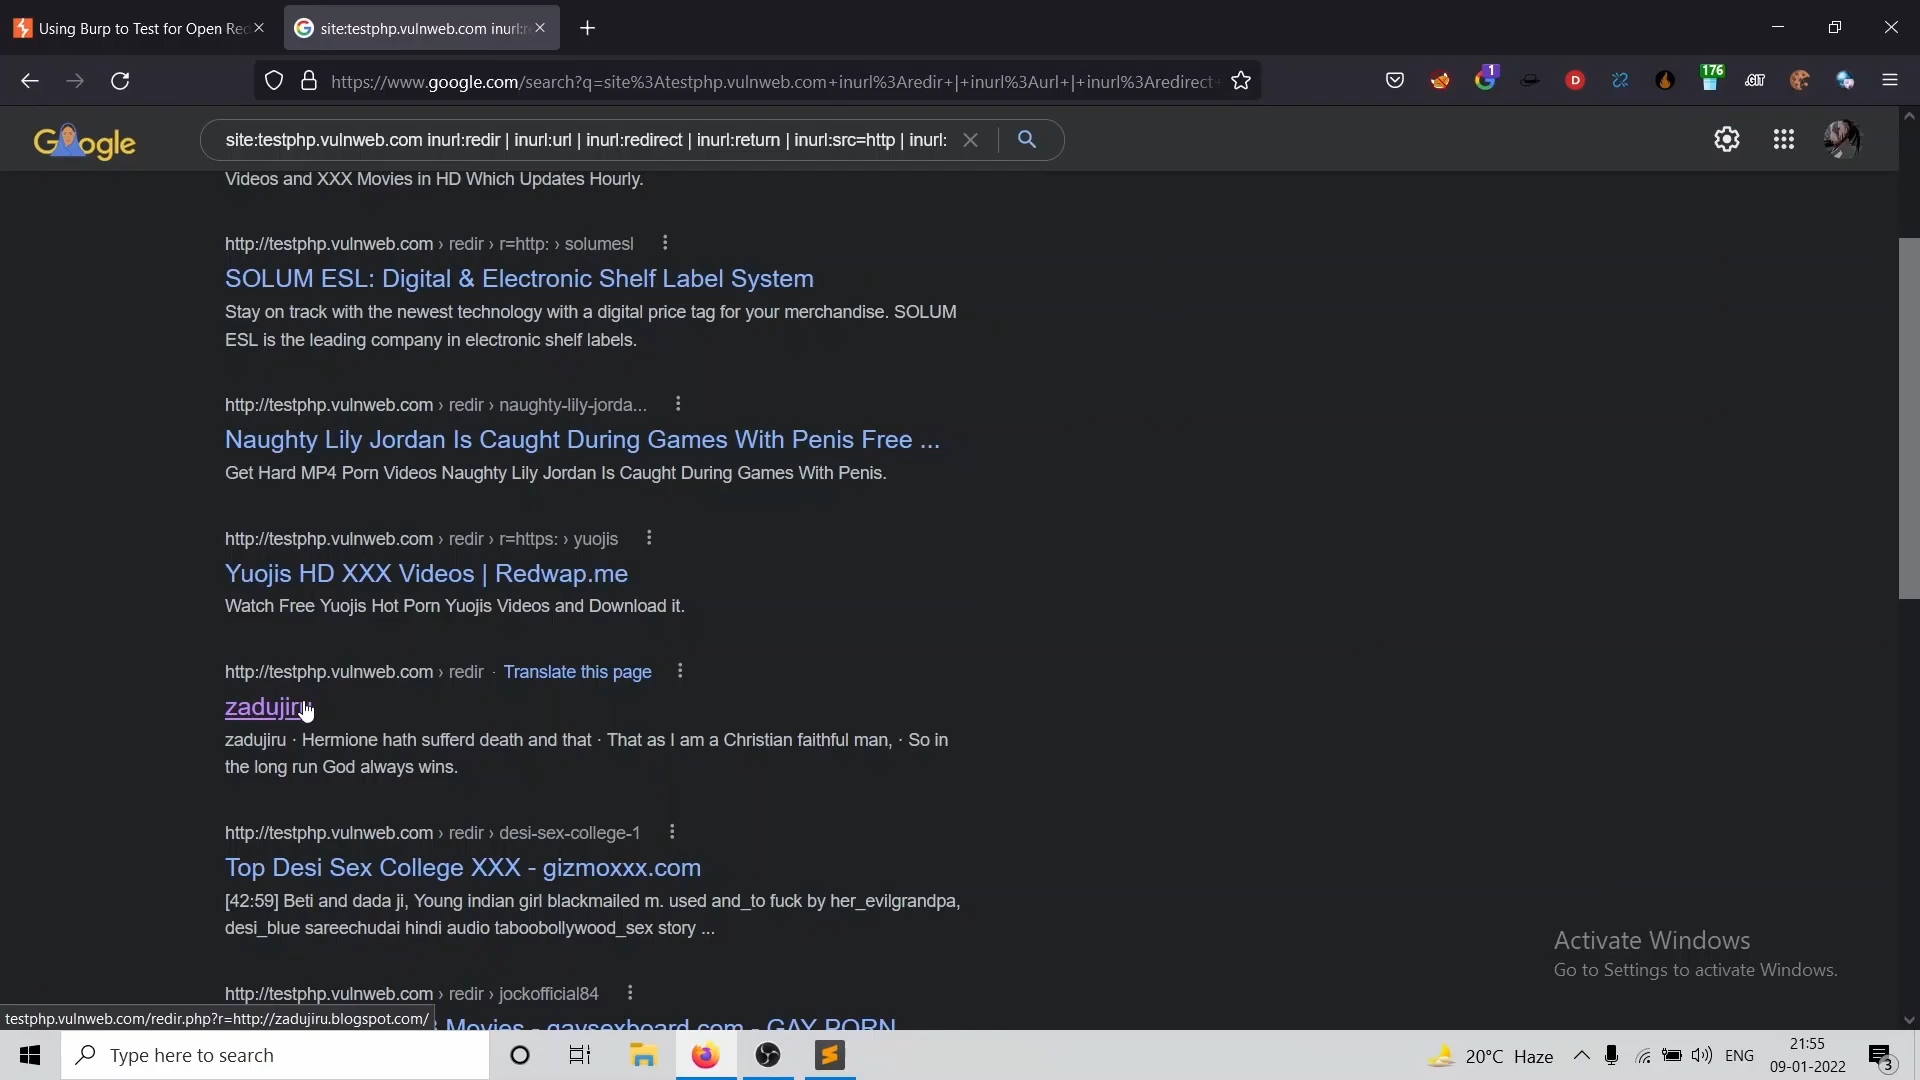 Using Burp to Test for Open Red
site:testphp.vulnweb.com inurl:r
https://www.google.com/search?q=site%3Atestphp.vulnweb.com+inurl%3Aredir+|+inurl%3Aurl+|+inurl%3Aredirect+
1
D
176
.GIT
Google
site:testphp.vulnweb.com inurl:redir | inurl:url | inurl:redirect | inurl:return | inurl:src=http | inurl:
Videos and XXX Movies in HD Which Updates Hourly.
http://testphp.vulnweb.com › redir › r=http: › solumesl
SOLUM ESL: Digital & Electronic Shelf Label System
Stay on track with the newest technology with a digital price tag for your merchandise. SOLUM
ESL is the leading company in electronic shelf labels.
http://testphp.vulnweb.com › redir › naughty-lily-jorda...
Naughty Lily Jordan Is Caught During Games With Penis Free ...
Get Hard MP4 Porn Videos Naughty Lily Jordan Is Caught During Games With Penis.
http://testphp.vulnweb.com › redir › r=https: › yuojis
Yuojis HD XXX Videos | Redwap.me
Watch Free Yuojis Hot Porn Yuojis Videos and Download it.
http://testphp.vulnweb.com › redir · Translate this page
zadujiru
zadujiru · Hermione hath sufferd death and that · That as I am a Christian faithful man, · So in
the long run God always wins.
http://testphp.vulnweb.com › redir › desi-sex-college-1
Top Desi Sex College XXX - gizmoxxx.com
[42:59] Beti and dada ji, Young indian girl blackmailed m. used and_to fuck by her_evilgrandpa,
desi_blue sareechudai hindi audio taboobollywood_sex story ...
Activate Windows
Go to Settings to activate Windows.
http://testphp.vulnweb.com › redir › jockofficial84
Movies - gaysexboard.com - GAY PORN
testphp.vulnweb.com/redir.php?r=http://zadujiru.blogspot.com/
Type here to search
20°C Haze
ENG
21:55
09-01-2022
3